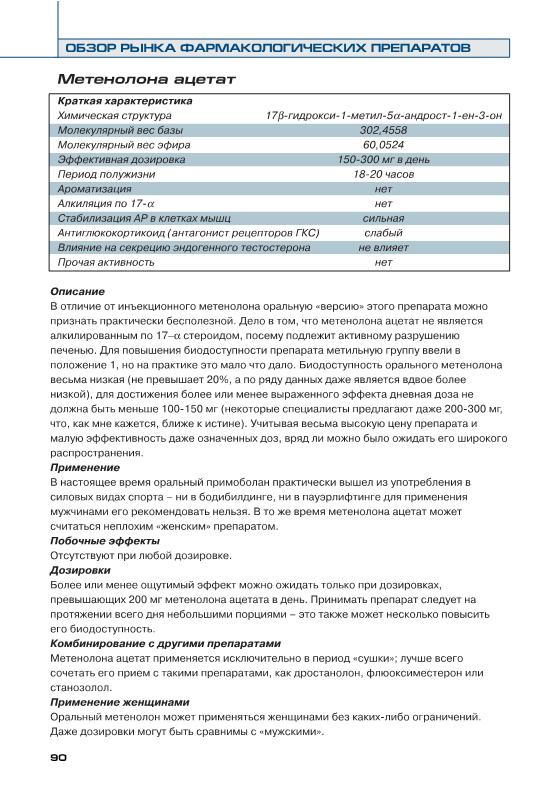 ОБЗОР РЫНКА ФАРМАКОЛОГИЧЕСКИХ ПРЕПАРАТОВ
Метенолона ацетат
Краткая характеристика
Химическая структура 17β-гидрокси-1-метил-5α-андрост-1-ен-3-он
Молекулярный вес базы 302,4558
Молекулярный вес эфира 60,0524
Эффективная дозировка 150-300 мг в день
Период полужизни 18-20 часов
Ароматизация нет
Алкиляция по 17-α нет
Стабилизация АР в клетках мышц сильная
Антиглюкокортикоид (антагонист рецепторов ГКС) слабый
Влияние на секрецию эндогенного тестостерона не влияет
Прочая активность нет
Описание
В отличие от инъекционного метенолона оральную «версию» этого препарата можно
признать практически бесполезной. Дело в том, что метенолона ацетат не является
алкилированным по 17–α стероидом, посему подлежит активному разрушению
печенью. Для повышения биодоступности препарата метильную группу ввели в
положение 1, но на практике это мало что дало. Биодоступность орального метенолона
весьма низкая (не превышает 20%, а по ряду данных даже является вдвое более
низкой), для достижения более или менее выраженного эффекта дневная доза не
должна быть меньше 100-150 мг (некоторые специалисты предлагают даже 200-300 мг,
что, как мне кажется, ближе к истине). Учитывая весьма высокую цену препарата и
малую эффективность даже означенных доз, вряд ли можно было ожидать его широкого
распространения.
Применение
В настоящее время оральный примоболан практически вышел из употребления в
силовых видах спорта – ни в бодибилдинге, ни в пауэрлифтинге для применения
мужчинами его рекомендовать нельзя. В то же время метенолона ацетат может
считаться неплохим «женским» препаратом.
Побочные эффекты
Отсутствуют при любой дозировке.
Дозировки
Более или менее ощутимый эффект можно ожидать только при дозировках,
превышающих 200 мг метенолона ацетата в день. Принимать препарат следует на
протяжении всего дня небольшими порциями – это также может несколько повысить
его биодоступность.
Комбинирование с другими препаратами
Метенолона ацетат применяется исключительно в период «сушки»; лучше всего
сочетать его прием с такими препаратами, как дростанолон, флюоксиместерон или
станозолол.
Применение женщинами
Оральный метенолон может применяться женщинами без каких-либо ограничений.
Даже дозировки могут быть сравнимы с «мужскими».
90